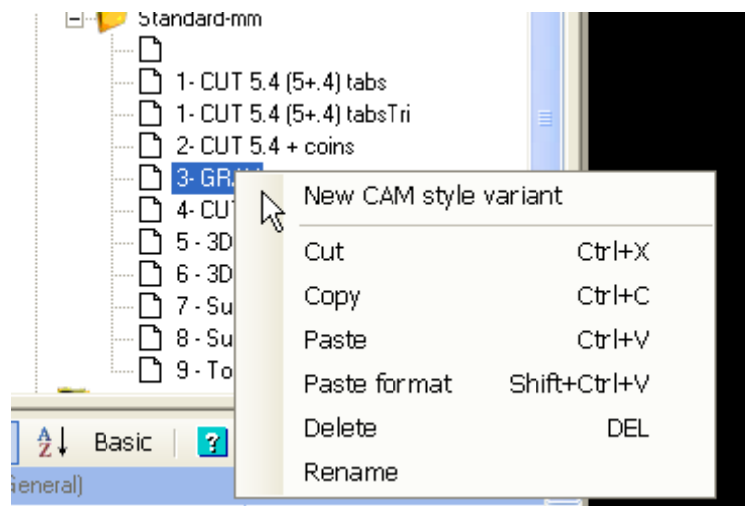 Standard-mm
1- CUT 5.4 (5+.4) tabs
1- CUT 5.4 (5+.4) tabsTri
2- CUT 5.4 + coins
3-
4- CU
5 - 3D
6 - 3D
7 - Su
8 - Su
9 - To
New CAM style variant
Cut Ctrl+X
Copy Ctrl+C
Paste Ctrl+V
Paste format Shift+Ctrl+V
Delete DEL
Rename
A Z Basic ?
General)